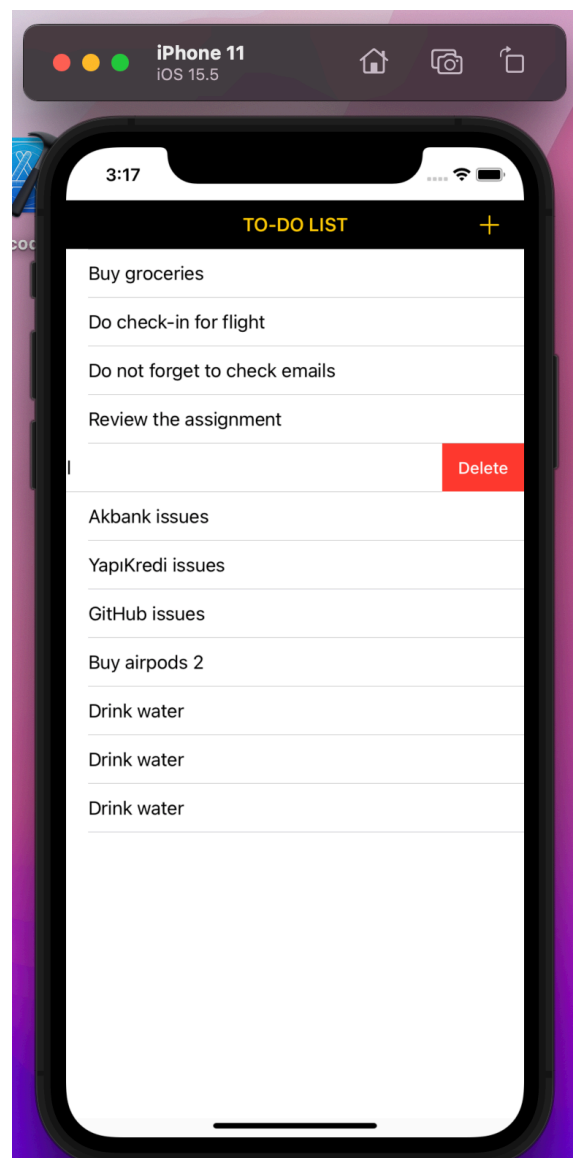 iPhone 11
iOS 15.5
3:17
TO-DO LIST
Buy groceries
Do check-in for flight
Do not forget to check emails
Review the assignment
Delete
Akbank issues
YapıKredi issues
GitHub issues
Buy airpods 2
Drink water
Drink water
Drink water